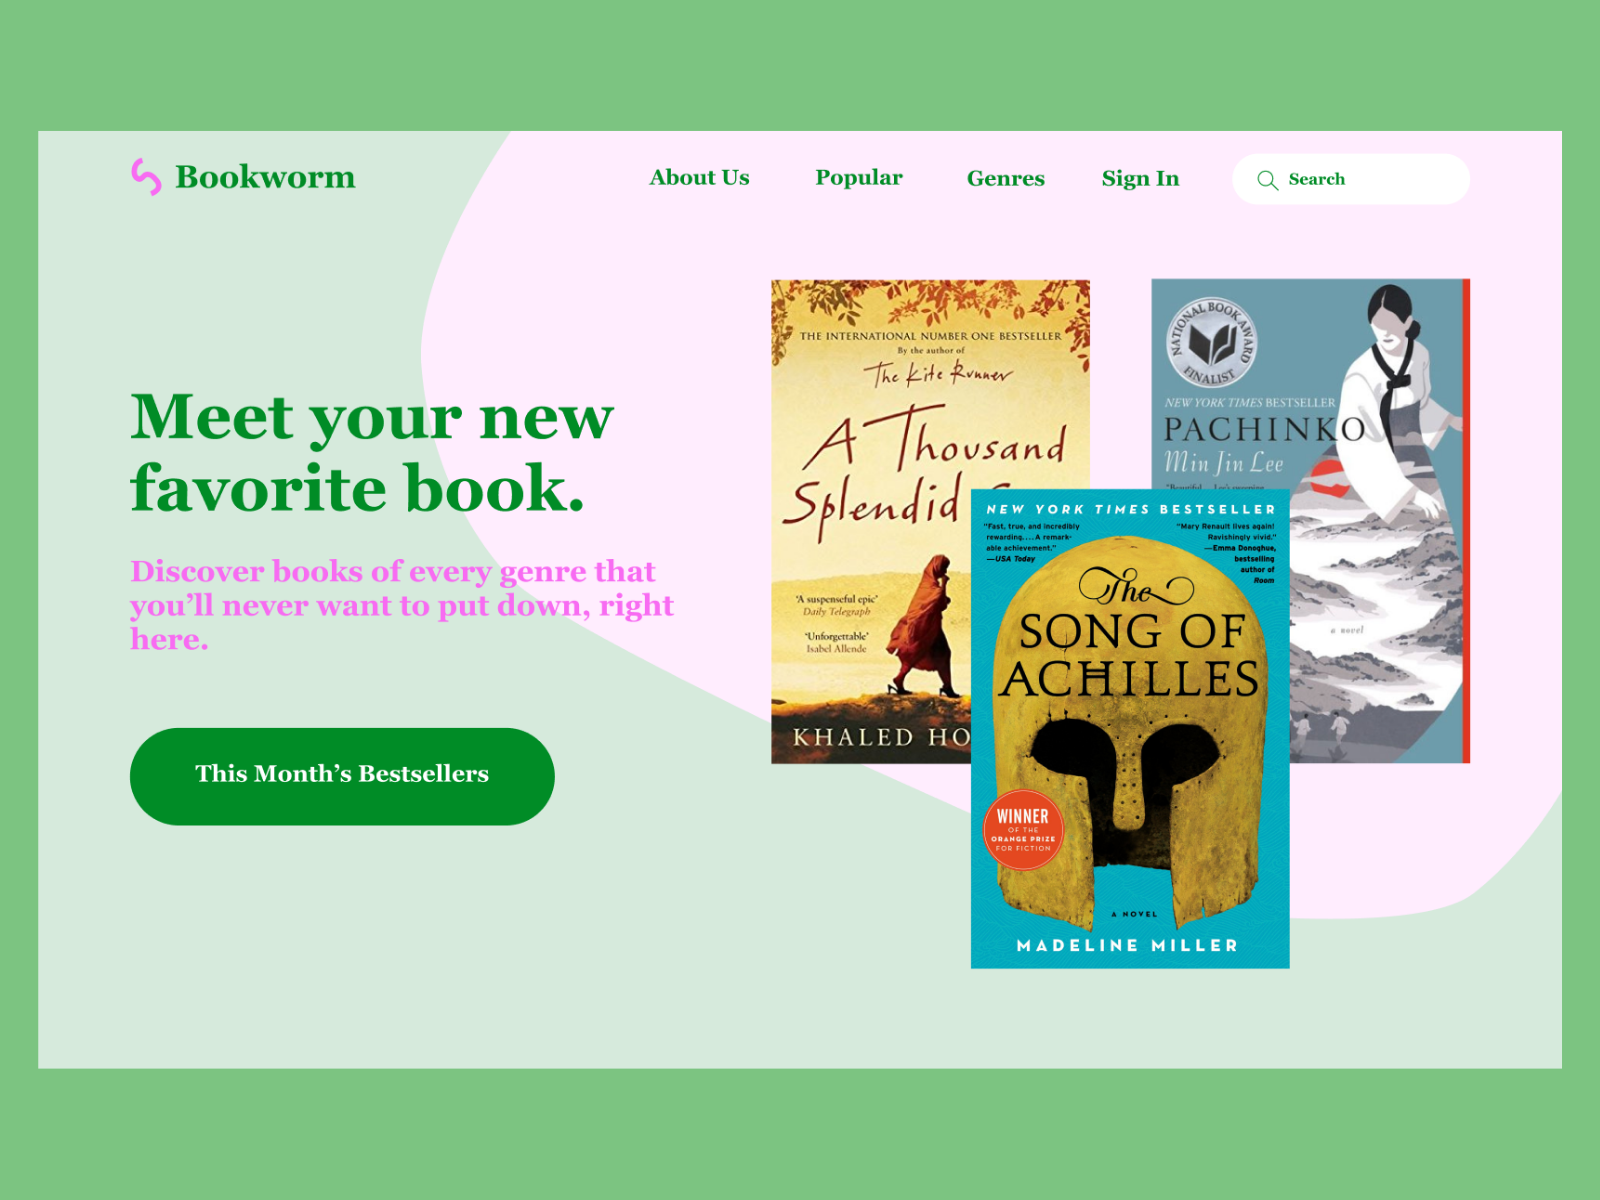 Bookworm
About Us
Popular
Genres
Sign In
Search
Meet your new
favorite book.
Discover books of every genre that
you’ll never want to put down, right
here.
This Month’s Bestsellers
THE INTERNATIONAL NUMBER ONE BESTSELLER
By the author of
The Kite Runner
A Thousand
Splendid
'A suspenseful epic'
Daily Telegraph
'Unforgettable'
Isabel Allende
KHALED HO
NATIONAL BOOK AWARD
FINALIST
NEW YORK TIMES BESTSELLER
PACHINKO
Min Jin Lee
a novel
NEW YORK TIMES BESTSELLER
"Fast, true, and incredibly
rewarding. . . . A remark-
able achievement."
—USA Today
"Mary Renault lives again!
Ravishingly vivid."
—Emma Donoghue,
bestselling
author of
Room
The
SONG OF
ACHILLES
WINNER
OF THE
ORANGE PRIZE
FOR FICTION
A NOVEL
MADELINE MILLER